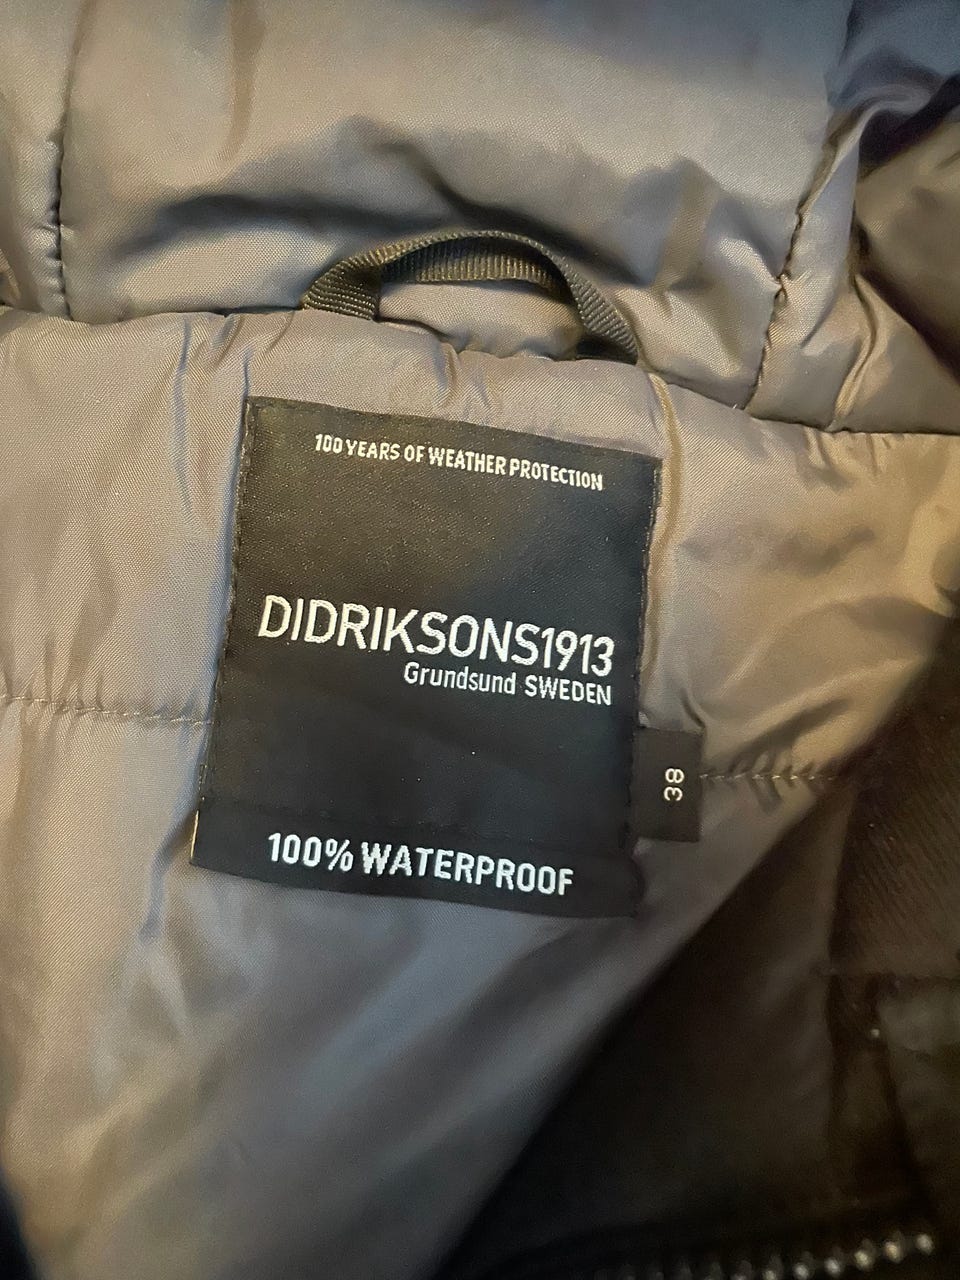 100 YEARS OF WEATHER PROTECTION
DIDRIKSONS1913
Grundsund SWEDEN
38
100% WATERPROOF